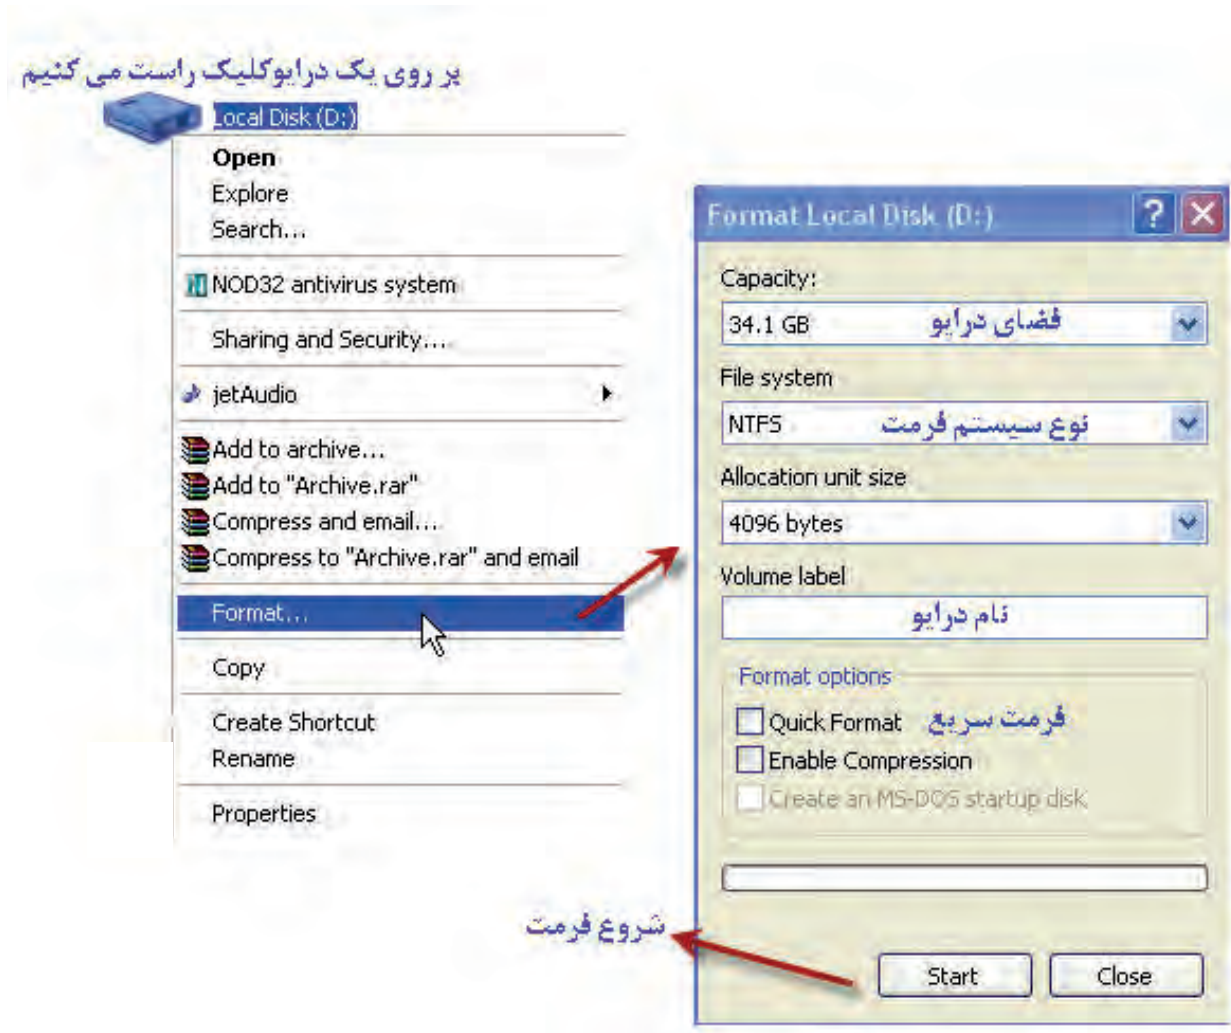 بر روی یک درایوکلیک راست می کنیم
Local Disk (D:)
Open
Explore
Search...
NOD32 antivirus system
Sharing and Security...
jetAudio
Add to archive...
Add to "Archive.rar"
Compress and email...
Compress to "Archive.rar" and email
Format...
Copy
Create Shortcut
Rename
Properties
Format Local Disk (D:)
Capacity:
34.1 GB فضای درایو
File system
NTFS نوع سیستم فرمت
Allocation unit size
4096 bytes
Volume label
نام درایو
Format options
Quick Format فرمت سریع
Enable Compression
Create an MS-DOS startup disk
شروع فرمت
Start Close